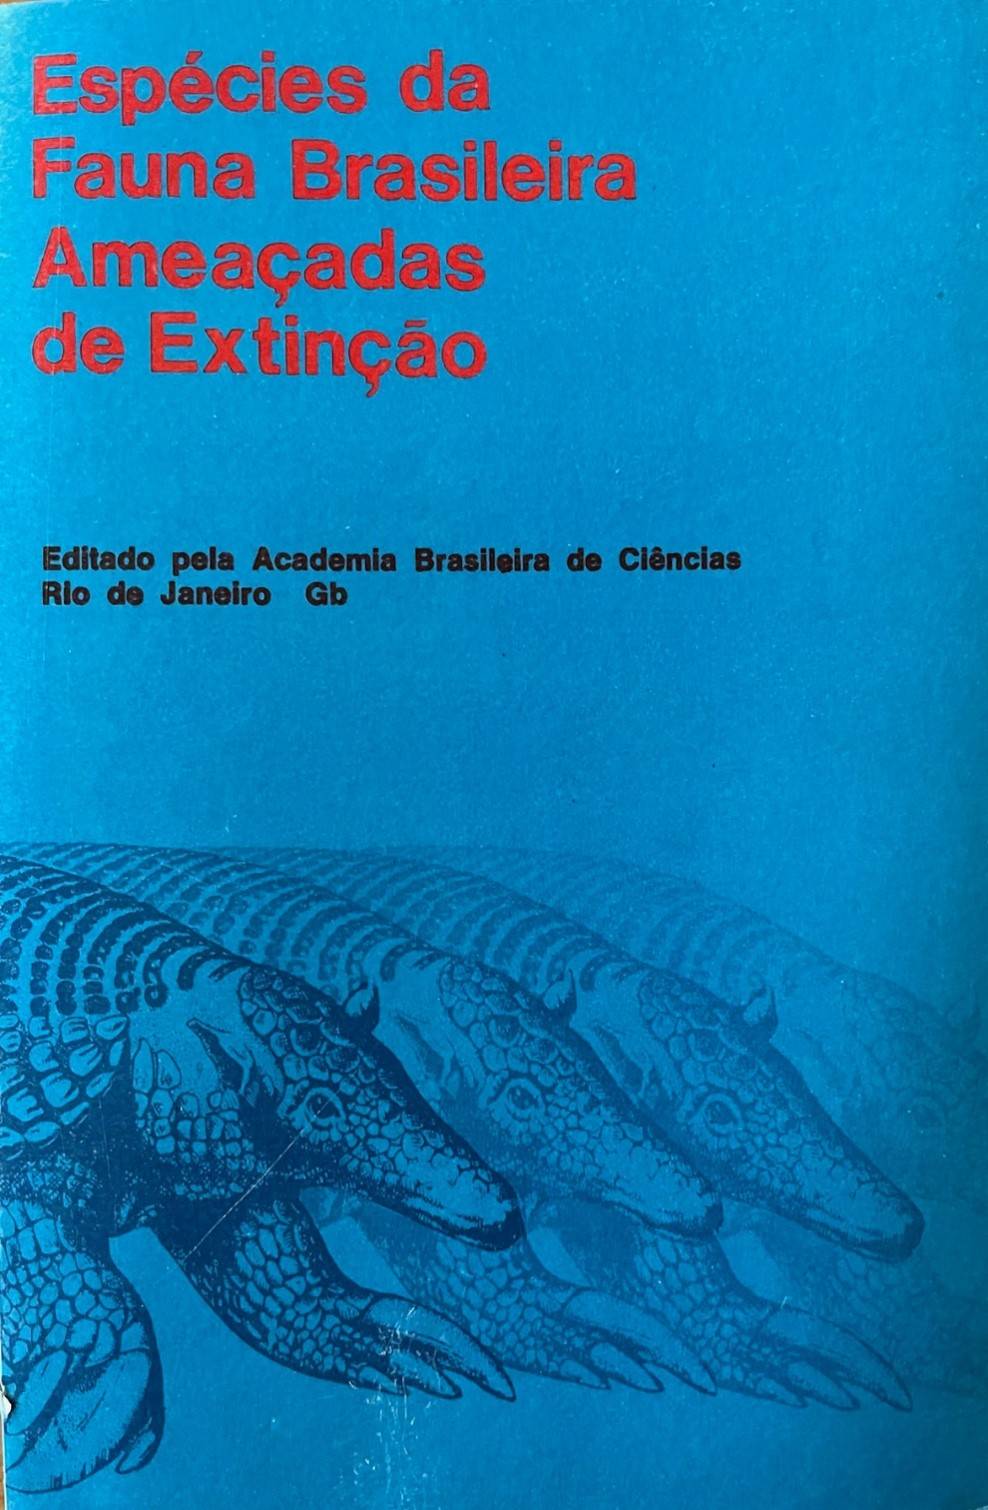 Espécies da
Fauna Brasileira
Ameaçadas
de Extinção
Editado pela Academia Brasileira de Ciências
Rio de Janeiro Gb